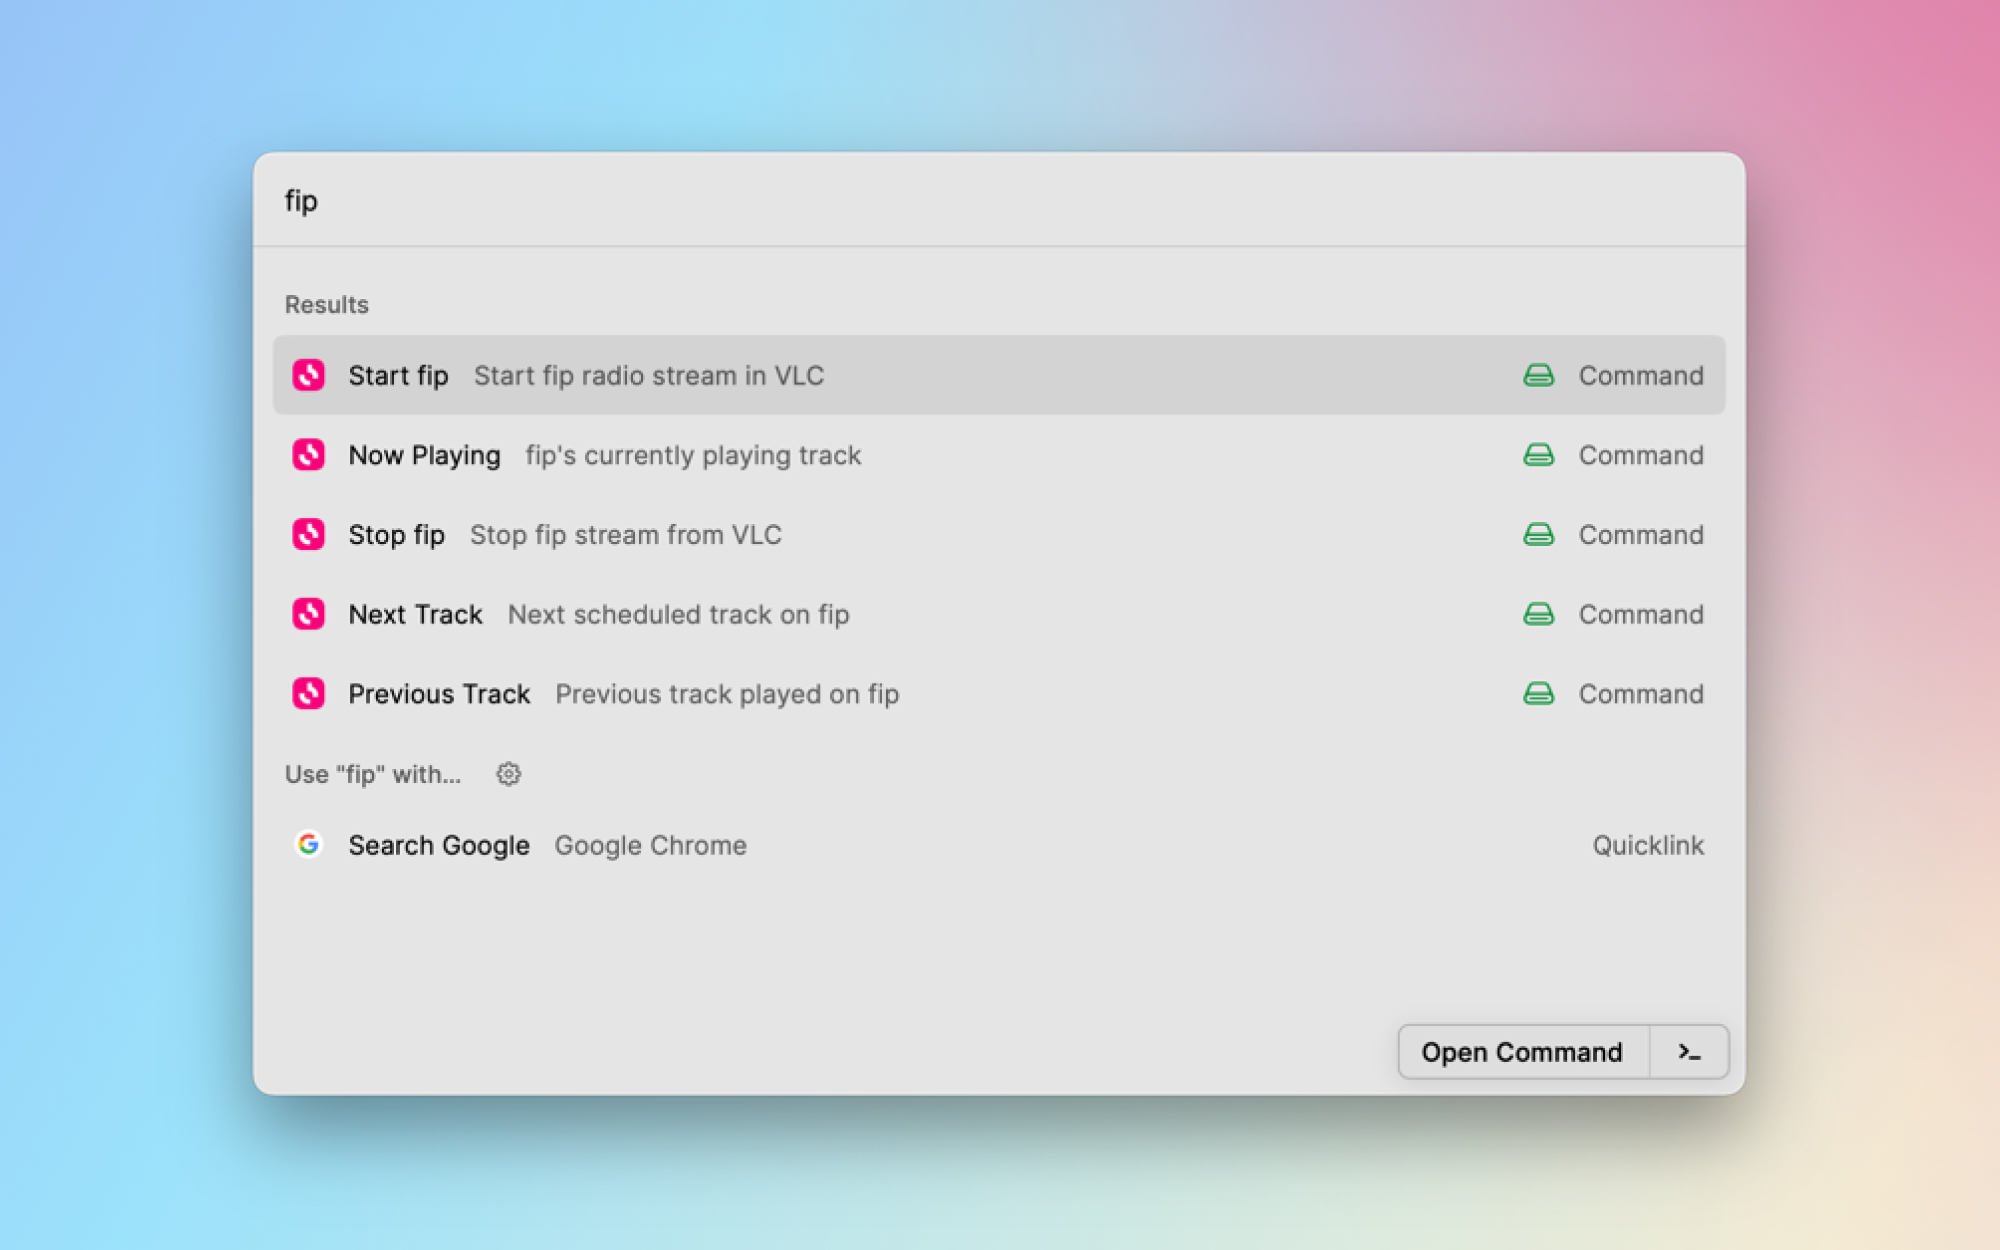 fip
Results
Start fip Start fip radio stream in VLC Command
Now Playing fip's currently playing track Command
Stop fip Stop fip stream from VLC Command
Next Track Next scheduled track on fip Command
Previous Track Previous track played on fip Command
Use "fip" with...
Search Google Google Chrome Quicklink
Open Command >_